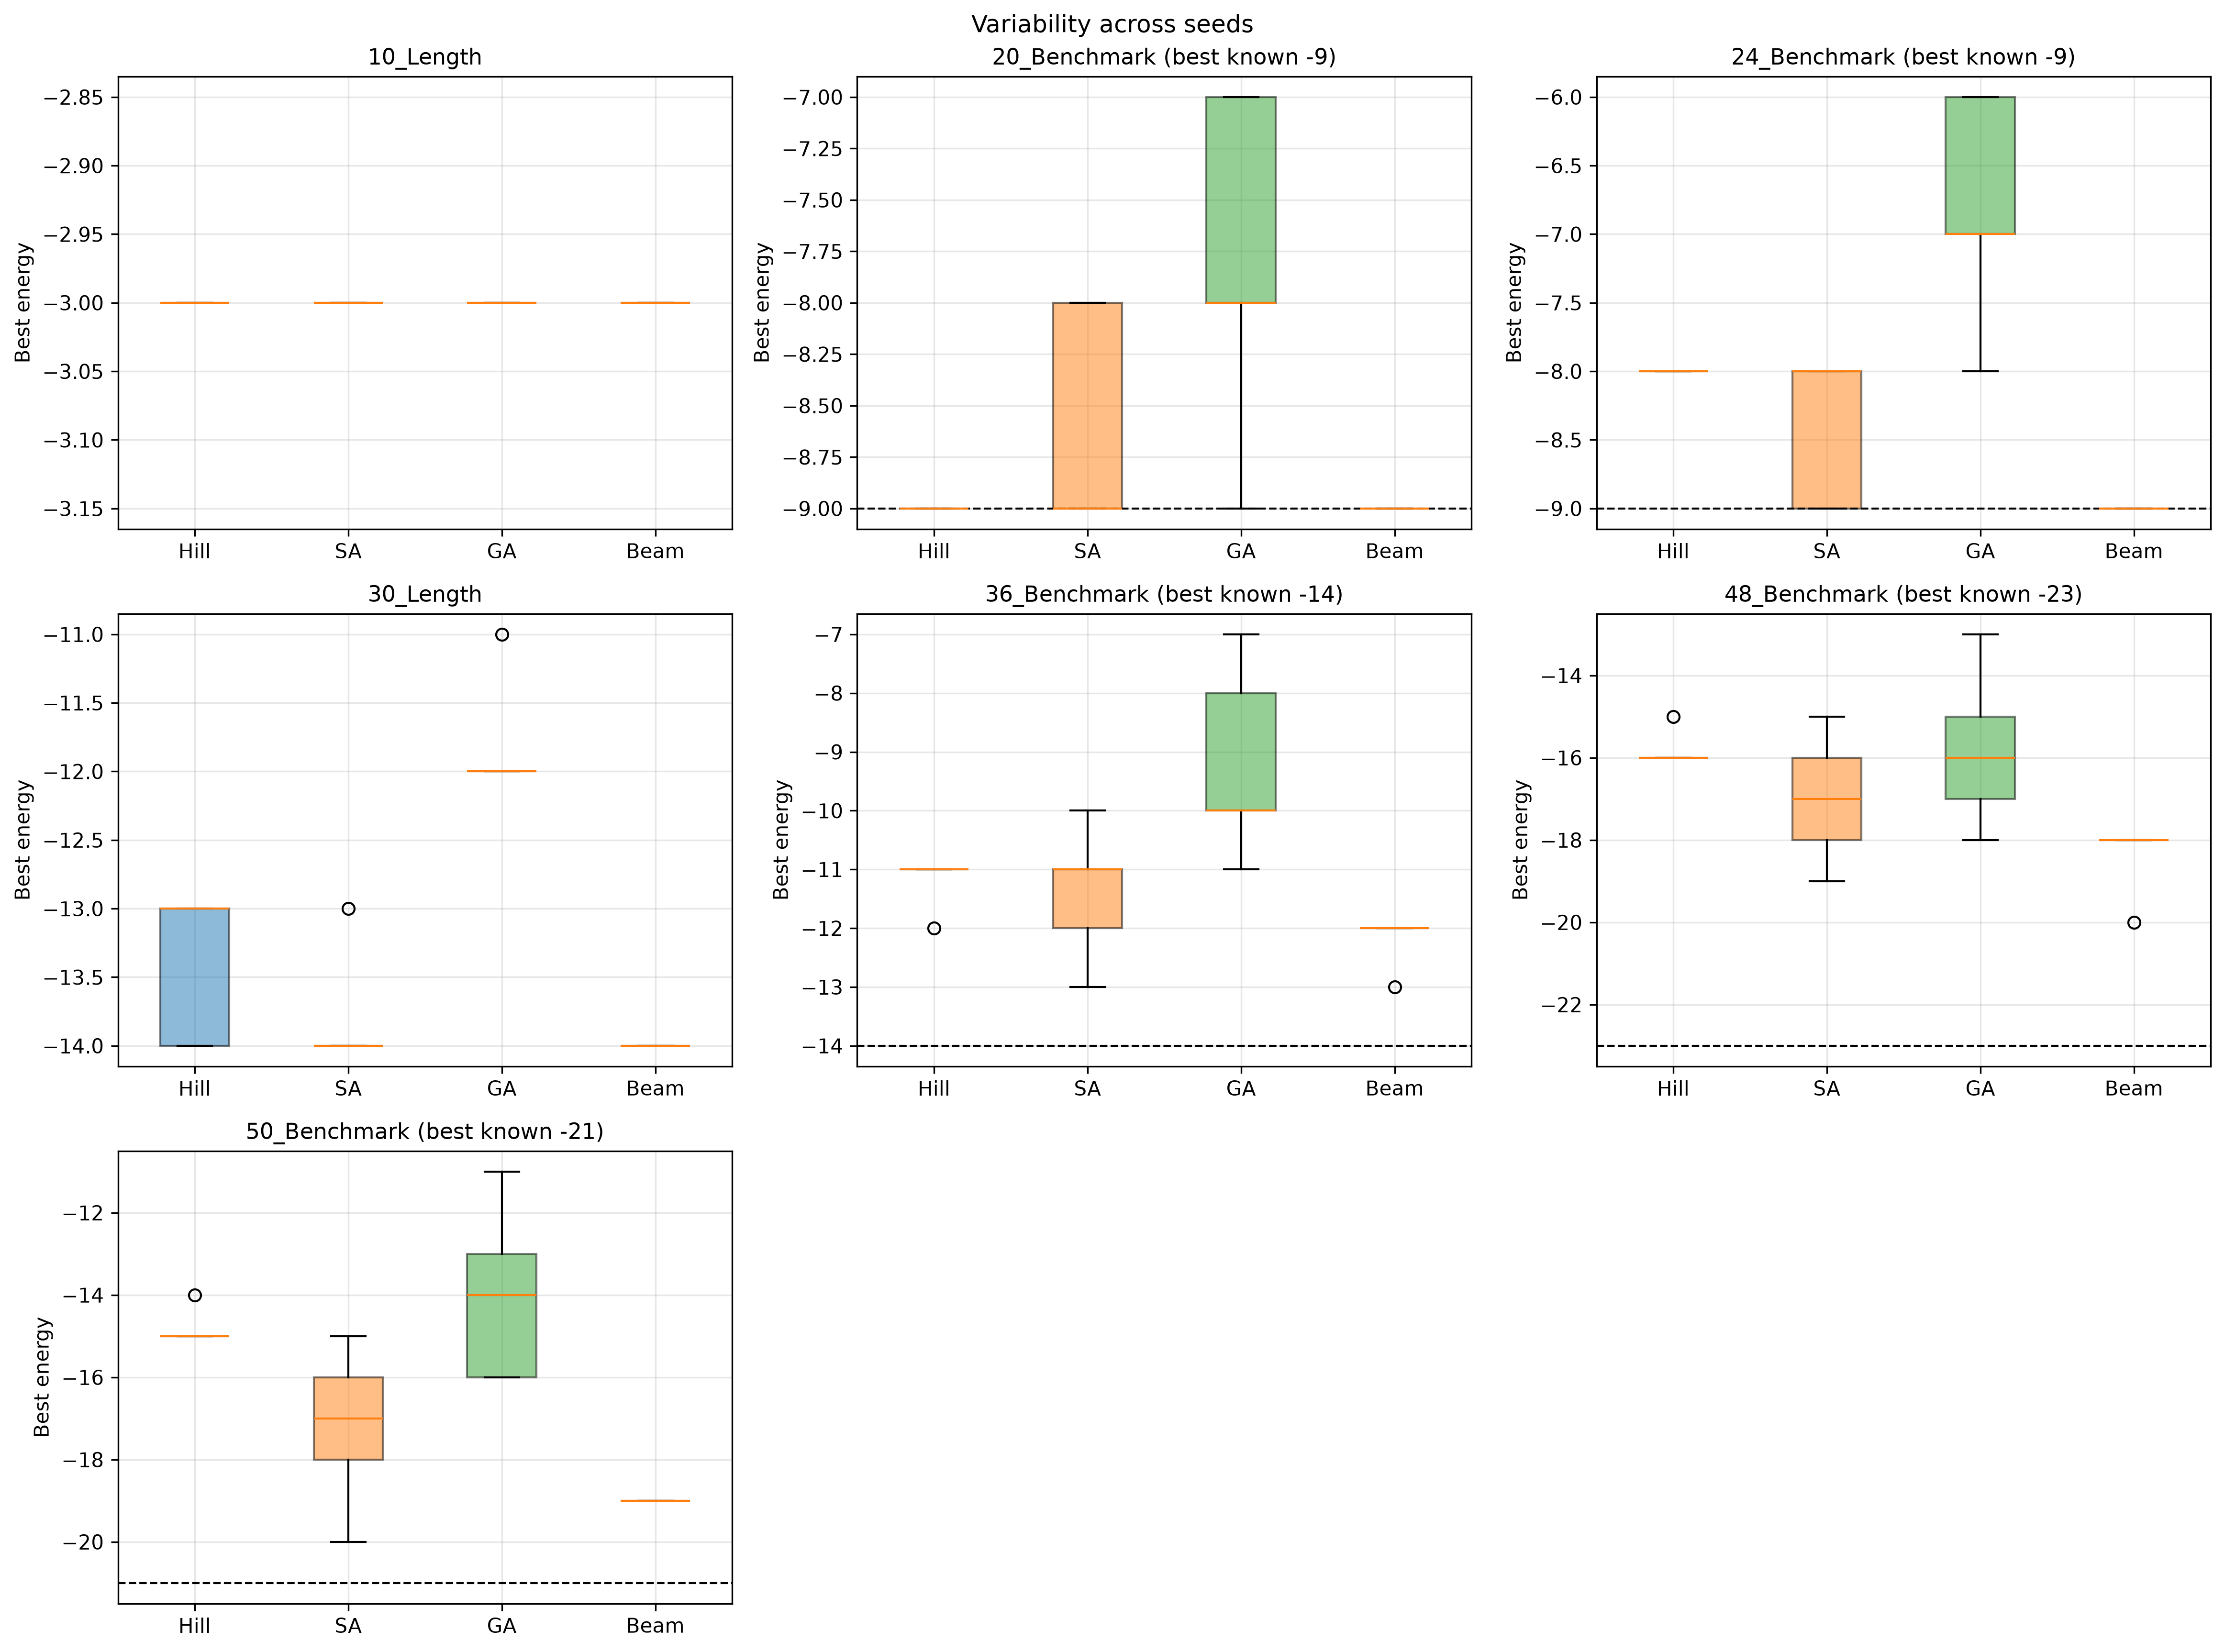 Variability across seeds
10_Length
Best energy
−2.85
−2.90
−2.95
−3.00
−3.05
−3.10
−3.15
Hill SA GA Beam
20_Benchmark (best known -9)
Best energy
−7.00
−7.25
−7.50
−7.75
−8.00
−8.25
−8.50
−8.75
−9.00
Hill SA GA Beam
24_Benchmark (best known -9)
Best energy
−6.0
−6.5
−7.0
−7.5
−8.0
−8.5
−9.0
Hill SA GA Beam
30_Length
Best energy
−11.0
−11.5
−12.0
−12.5
−13.0
−13.5
−14.0
Hill SA GA Beam
36_Benchmark (best known -14)
Best energy
−7
−8
−9
−10
−11
−12
−13
−14
Hill SA GA Beam
48_Benchmark (best known -23)
Best energy
−14
−16
−18
−20
−22
Hill SA GA Beam
50_Benchmark (best known -21)
Best energy
−12
−14
−16
−18
−20
Hill SA GA Beam